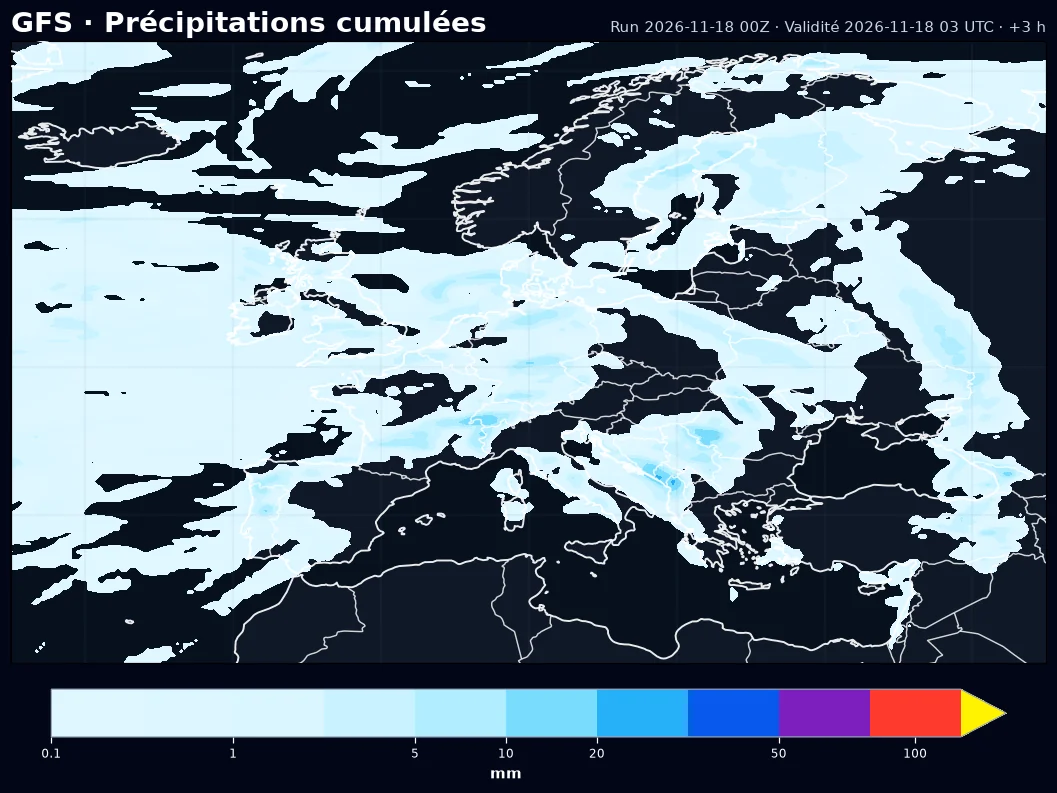 GFS · Précipitations cumulées
Run 2026-11-18 00Z · Validité 2026-11-18 03 UTC · +3 h
0.1 1 5 10 20 50 100
mm